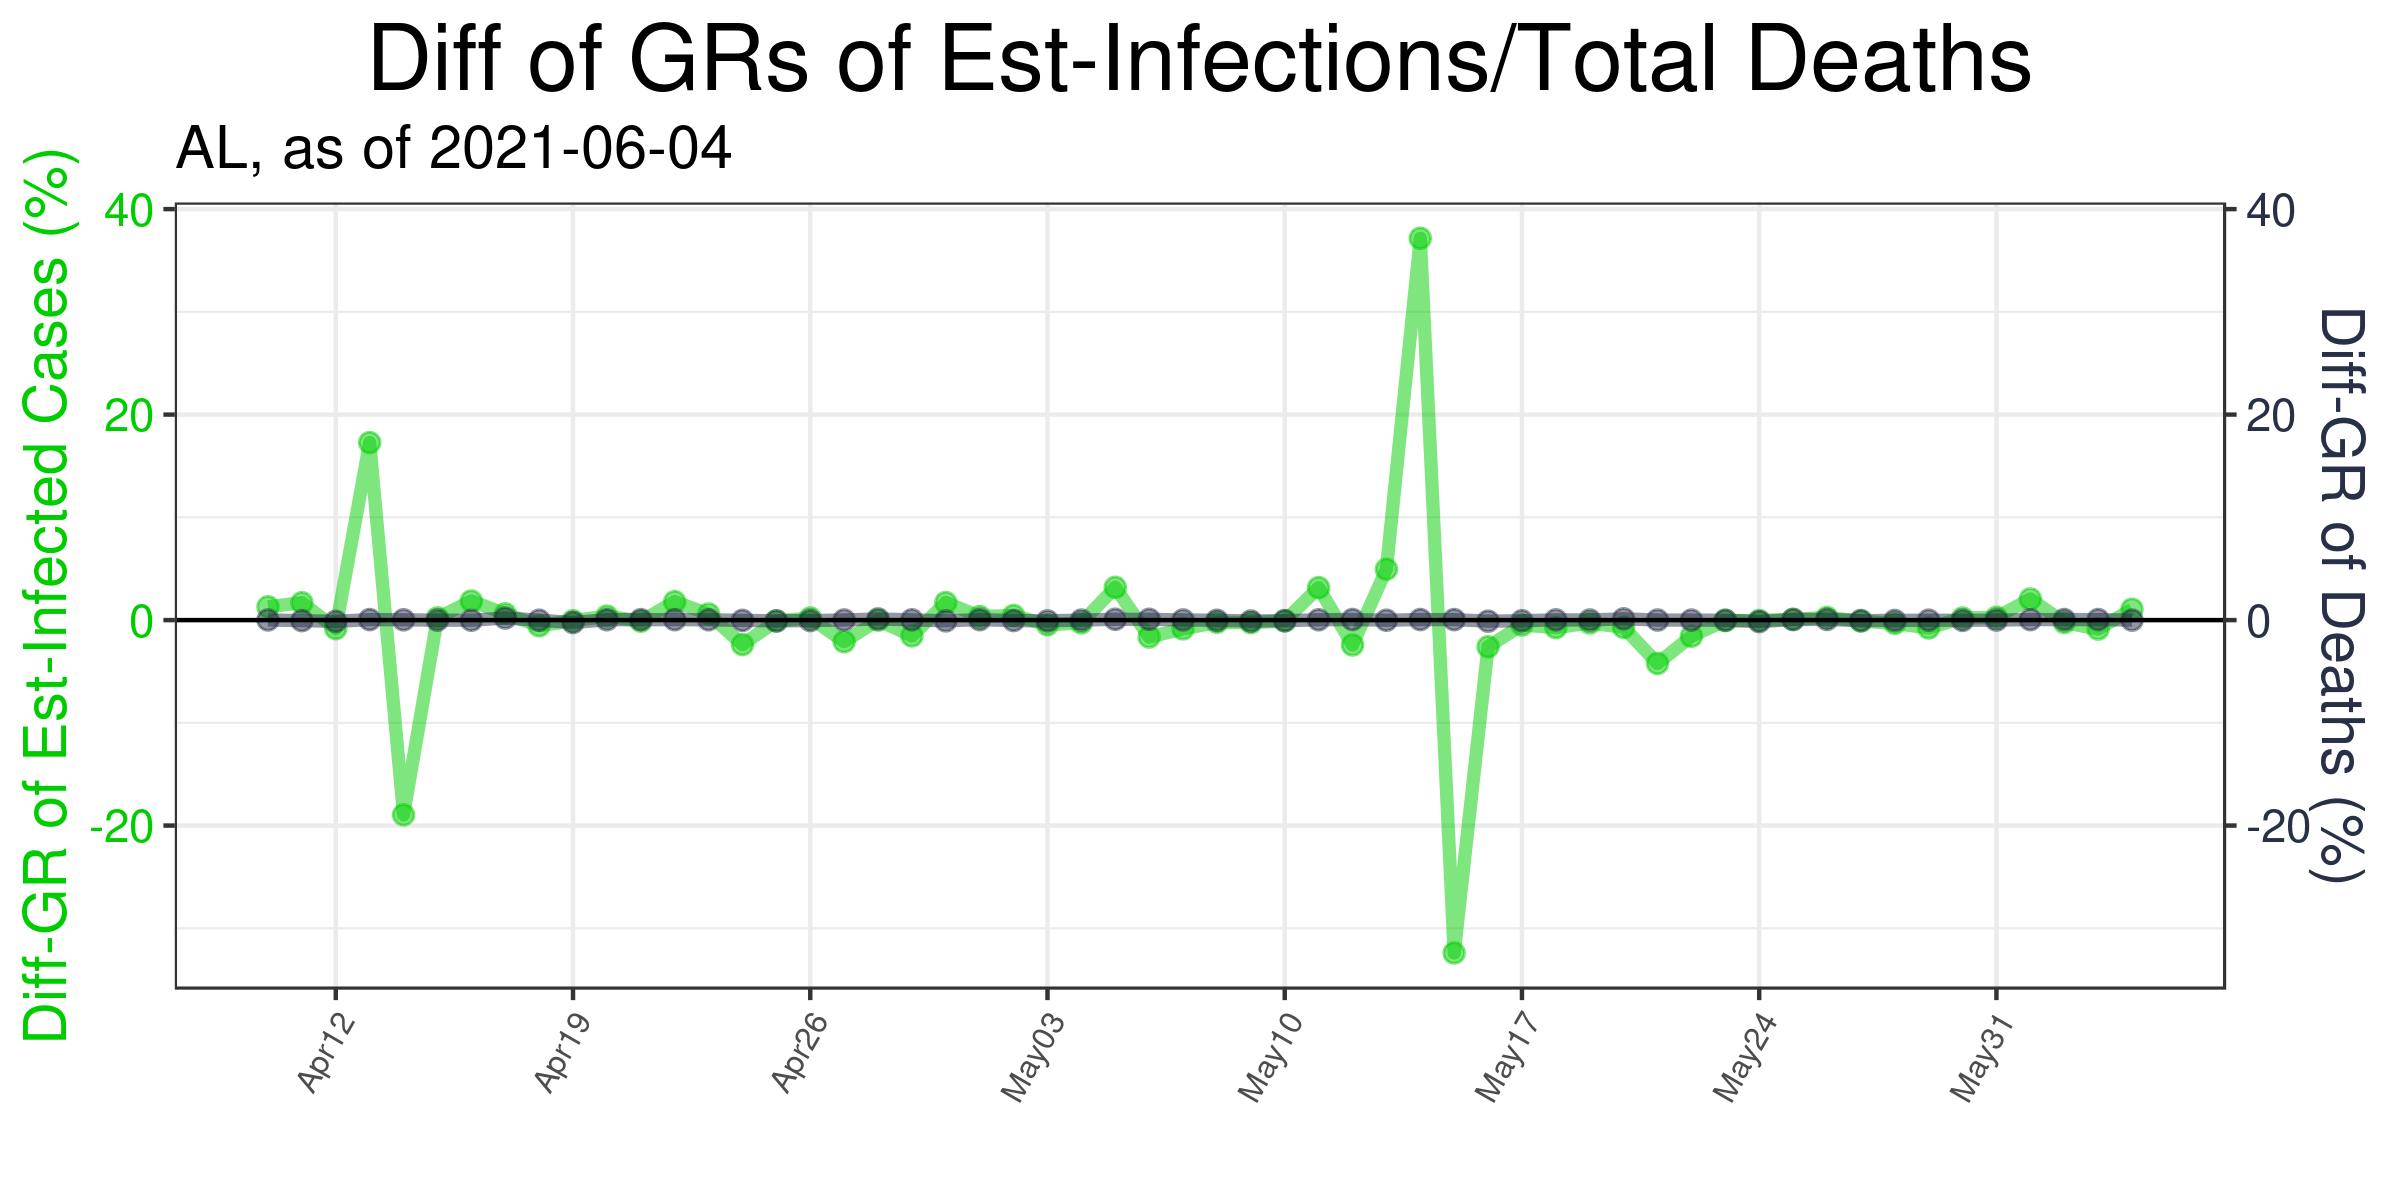 Diff of GRs of Est-Infections/Total Deaths
AL, as of 2021-06-04
Diff-GR of Est-Infected Cases (%)
40
20
0
-20
40
20
0
-20
Diff-GR of Deaths (%)
Apr12
Apr19
Apr26
May03
May10
May17
May24
May31